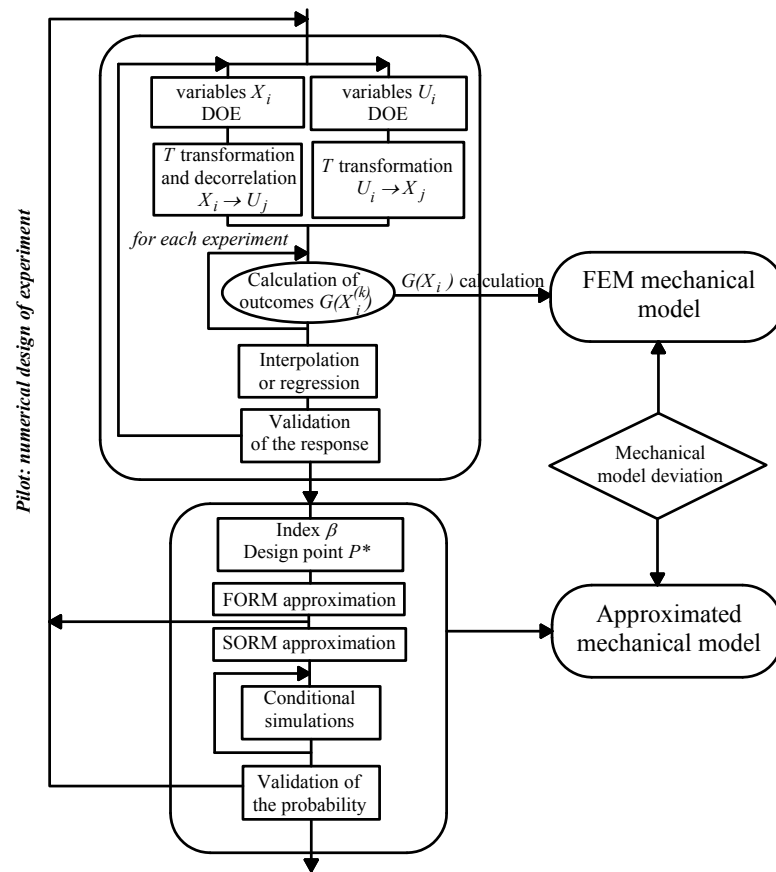 Pilot: numerical design of experiment
variables X_i
DOE
variables U_i
DOE
T transformation
and decorrelation
X_i → U_j
T transformation
U_i → X_j
for each experiment
Calculation of
outcomes G(X_i^(k))
G(X_i) calculation
FEM mechanical
model
Interpolation
or regression
Validation
of the response
Mechanical
model deviation
Index β
Design point P*
FORM approximation
SORM approximation
Approximated
mechanical model
Conditional
simulations
Validation of
the probability